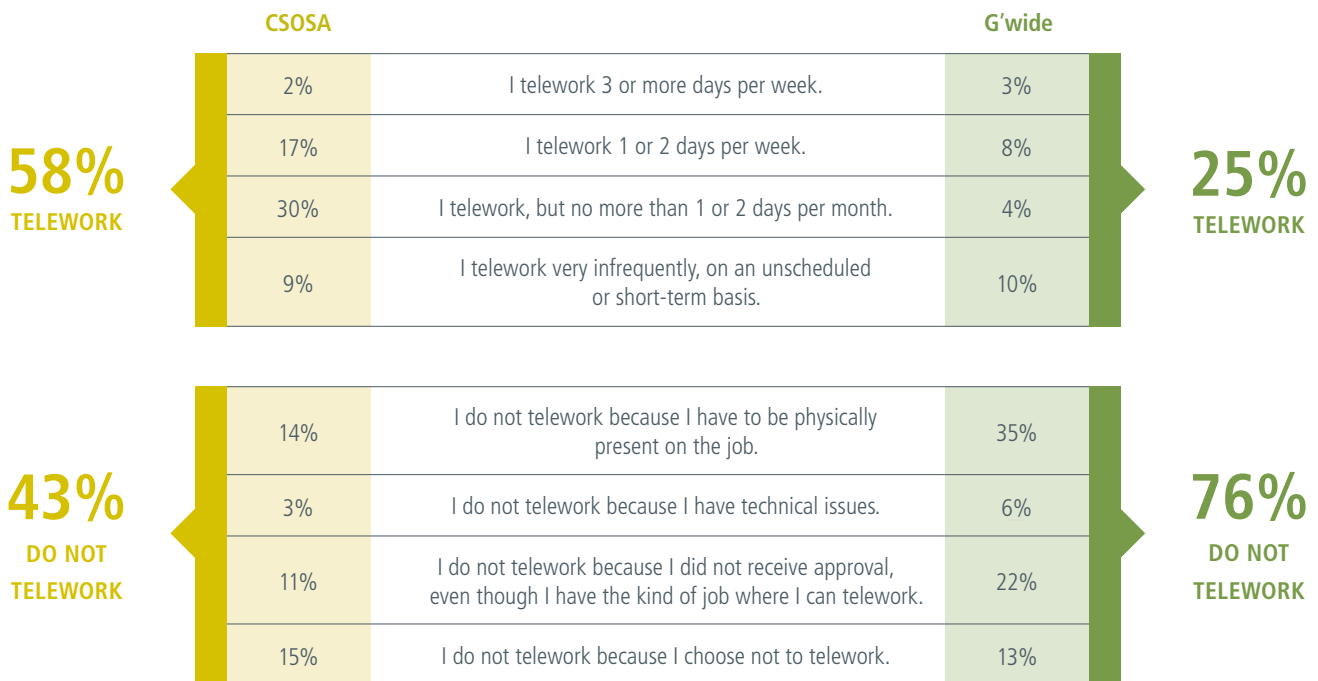 CSOSA
G'wide
2%
I telework 3 or more days per week.
3%
17%
I telework 1 or 2 days per week.
8%
58%
TELEWORK
30%
I telework, but no more than 1 or 2 days per month.
4%
25%
TELEWORK
9%
I telework very infrequently, on an unscheduled
or short-term basis.
10%
14%
I do not telework because I have to be physically
present on the job.
35%
43%
DO NOT
TELEWORK
3%
I do not telework because I have technical issues.
6%
76%
DO NOT
TELEWORK
11%
I do not telework because I did not receive approval,
even though I have the kind of job where I can telework.
22%
15%
I do not telework because I choose not to telework.
13%